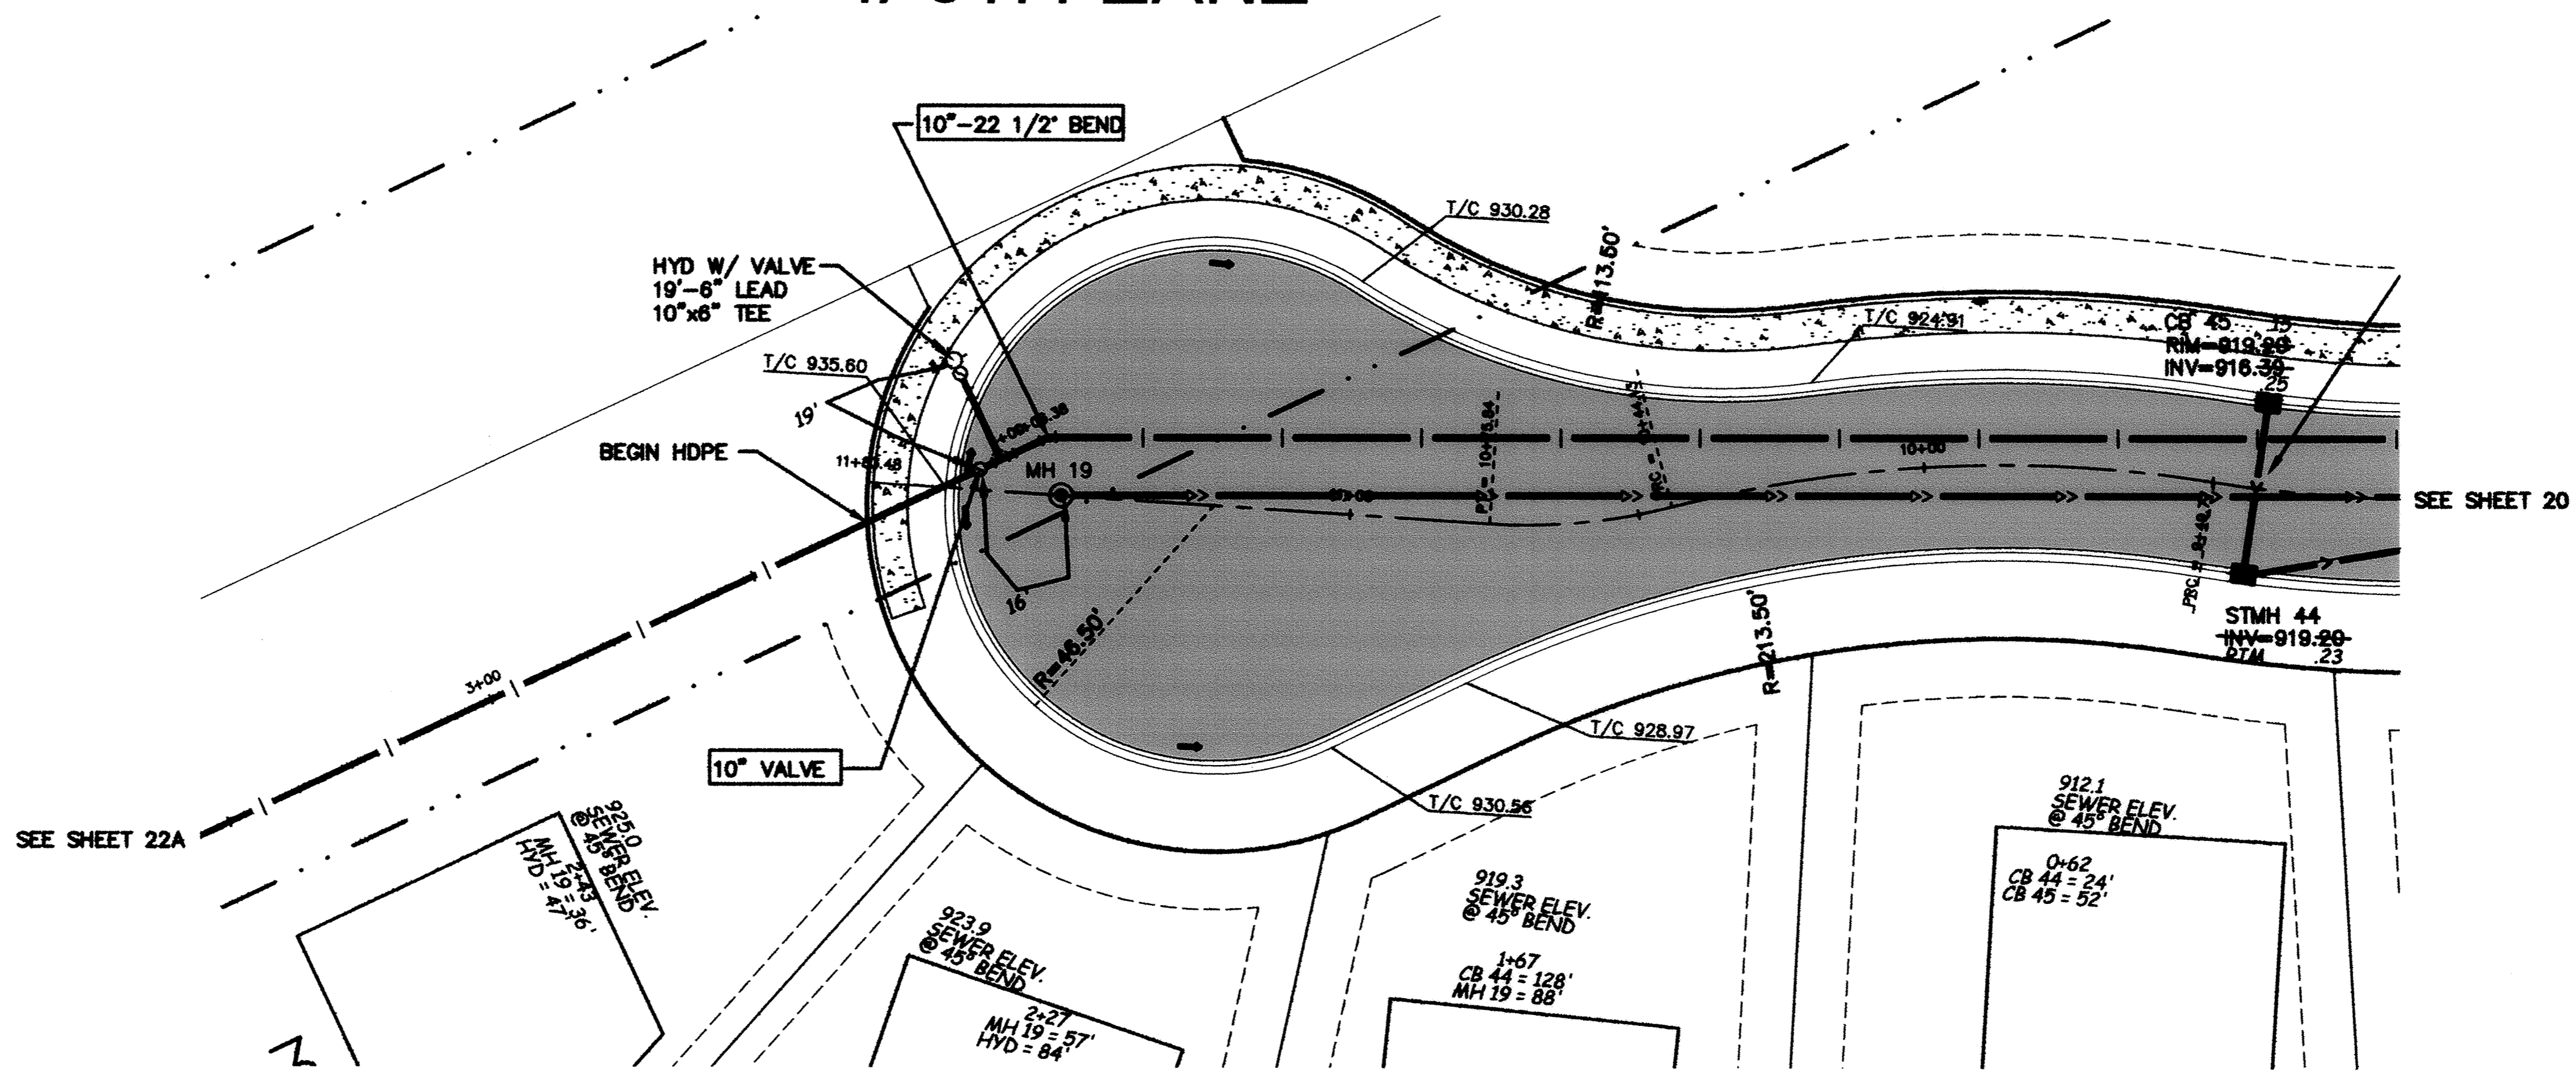 10"-22 1/2° BEND
T/C 930.28
HYD W/ VALVE
19'-6" LEAD
10"x6" TEE
R=113.50'
T/C 924.91
CB 45 .15
RIM=919.20
INV=916.39
.25
T/C 935.60
19'
BEGIN HDPE
MH 19
10+00
SEE SHEET 20
16'
R=46.50'
R=213.50'
STMH 44
INV=919.20
RIM .23
3+00
T/C 928.97
10" VALVE
T/C 930.56
SEE SHEET 22A
925.0
SEWER ELEV.
@ 45° BEND
2+43
MH 19 = 36'
HYD = 47'
923.9
SEWER ELEV.
@ 45° BEND
2+27
MH 19 = 57'
HYD = 84'
919.3
SEWER ELEV.
@ 45° BEND
1+67
CB 44 = 128'
MH 19 = 88'
912.1
SEWER ELEV.
@ 45° BEND
0+62
CB 44 = 24'
CB 45 = 52'